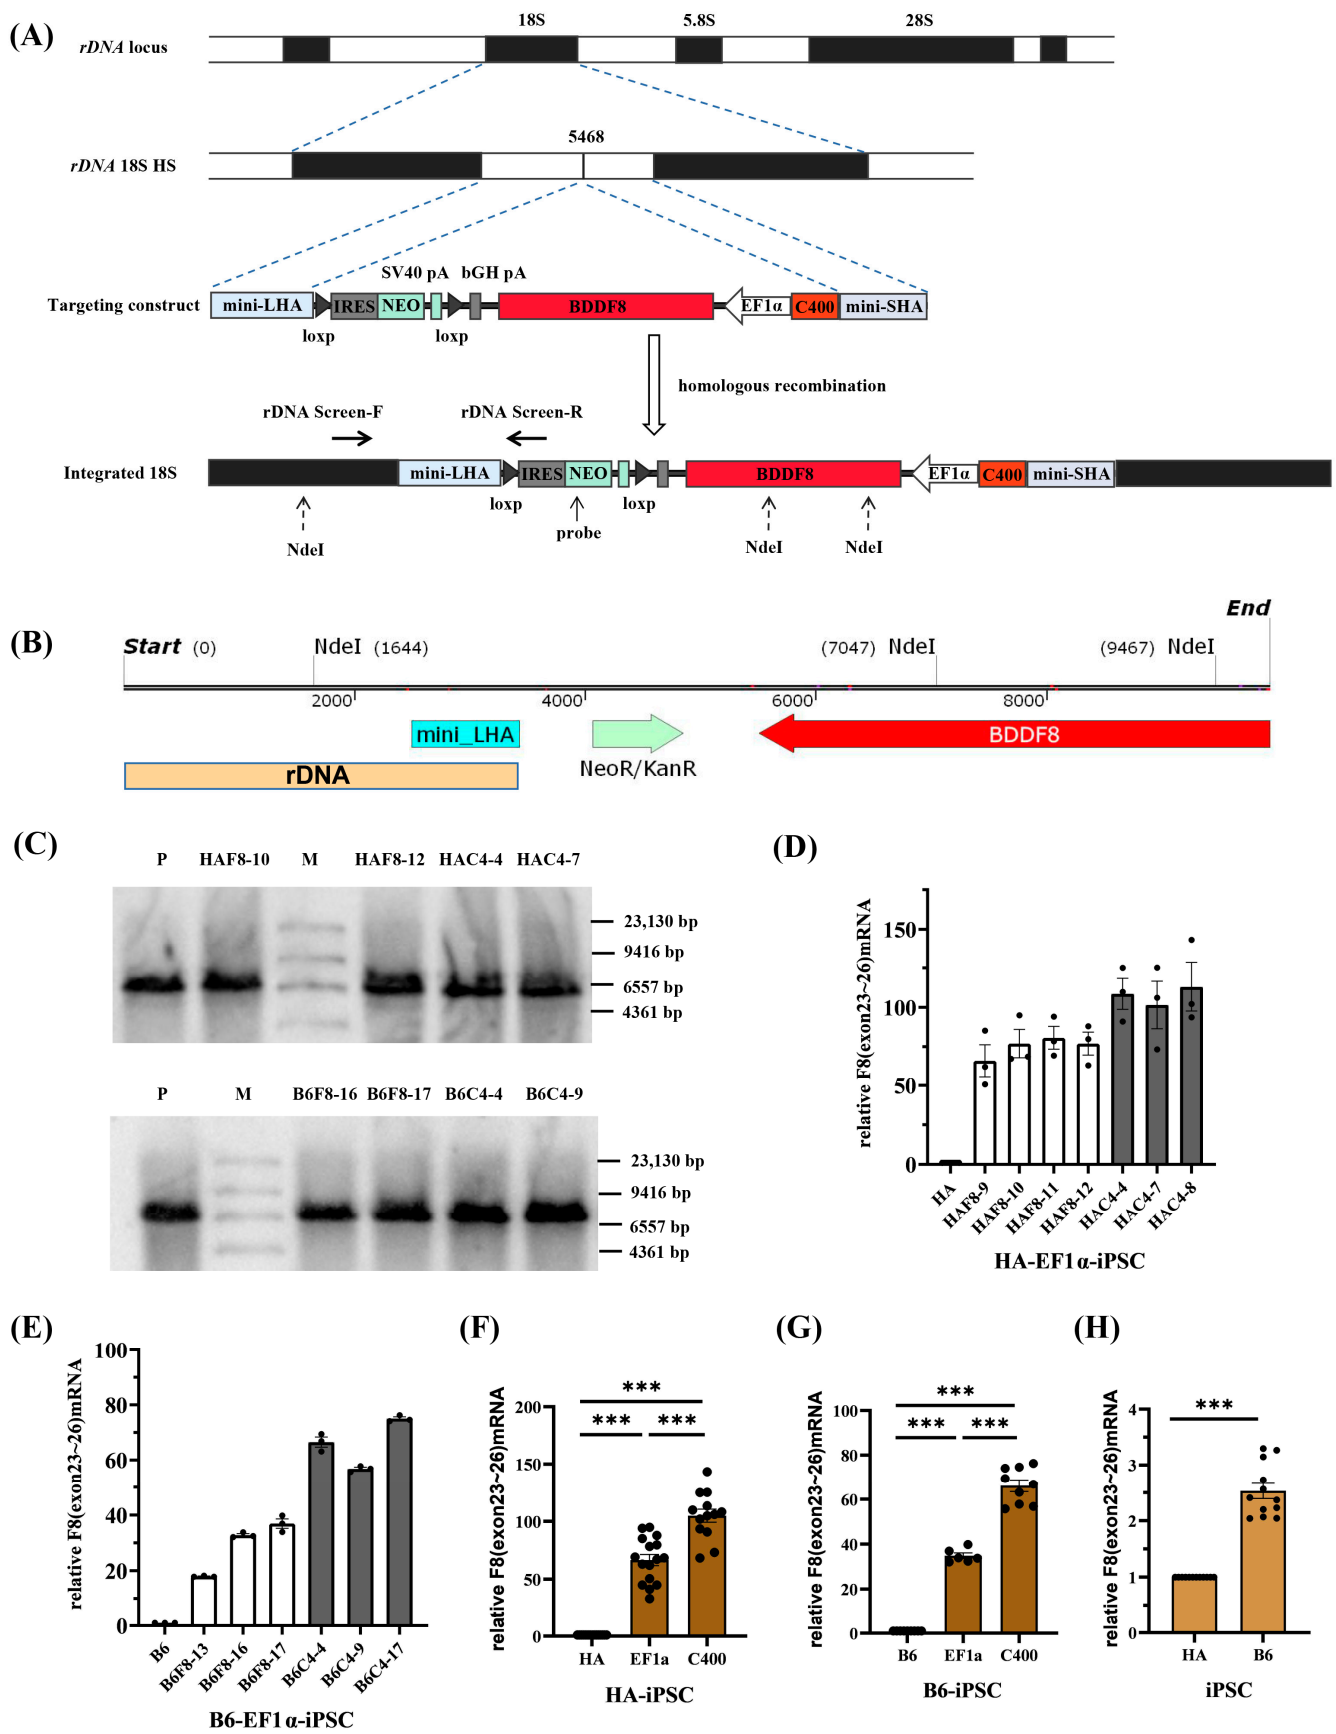 (A)
18S 5.8S 28S
rDNA locus
5468
rDNA 18S HS
SV40 pA bGH pA
Targeting construct mini-LHA IRES NEO BDDF8 EF1α C400 mini-SHA
loxp loxp
homologous recombination
rDNA Screen-F rDNA Screen-R
Integrated 18S mini-LHA IRES NEO BDDF8 EF1α C400 mini-SHA
loxp loxp
probe
NdeI NdeI NdeI
(B)
End
Start (0) NdeI (1644) (7047) NdeI (9467) NdeI
2000 4000 6000 8000
mini_LHA BDDF8
NeoR/KanR
rDNA
(C)
P HAF8-10 M HAF8-12 HAC4-4 HAC4-7
23,130 bp
9416 bp
6557 bp
4361 bp
P M B6F8-16 B6F8-17 B6C4-4 B6C4-9
23,130 bp
9416 bp
6557 bp
4361 bp
(D)
relative F8(exon23~26)mRNA
150
100
50
0
HA HAF8-9 HAF8-10 HAF8-11 HAF8-12 HAC4-4 HAC4-7 HAC4-8
HA-EF1α-iPSC
(E)
relative F8(exon23~26)mRNA
100
80
60
40
20
0
B6 B6F8-13 B6F8-16 B6F8-17 B6C4-4 B6C4-9 B6C4-17
B6-EF1α-iPSC
(F)
relative F8(exon23~26)mRNA
200
150
100
50
0
***
*** ***
HA EF1a C400
HA-iPSC
(G)
relative F8(exon23~26)mRNA
100
80
60
40
20
0
***
*** ***
B6 EF1a C400
B6-iPSC
(H)
relative F8(exon23~26)mRNA
4
3
2
1
0
***
HA B6
iPSC